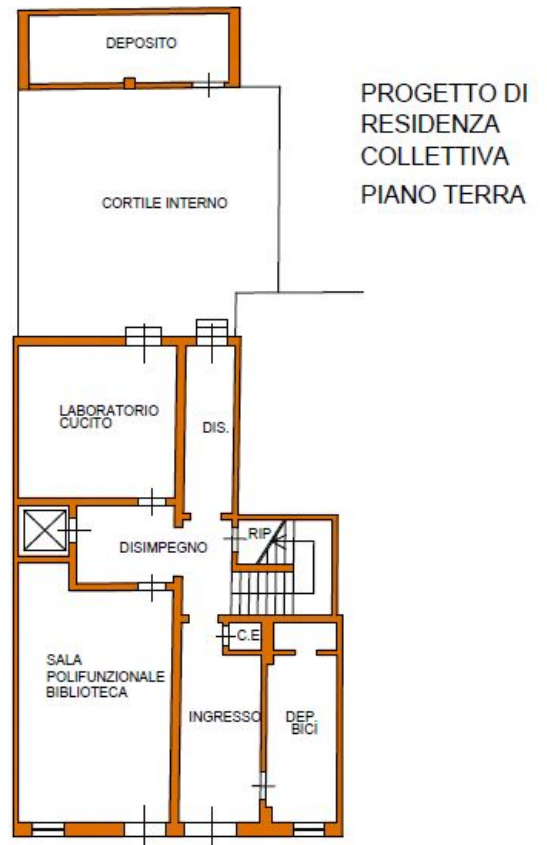 DEPOSITO
PROGETTO DI
RESIDENZA
COLLETTIVA
PIANO TERRA
CORTILE INTERNO
LABORATORIO
CUCITO
DIS.
RIP.
DISIMPEGNO
C.E.
SALA
POLIFUNZIONALE
BIBLIOTECA
INGRESSO
DEP.
BICI